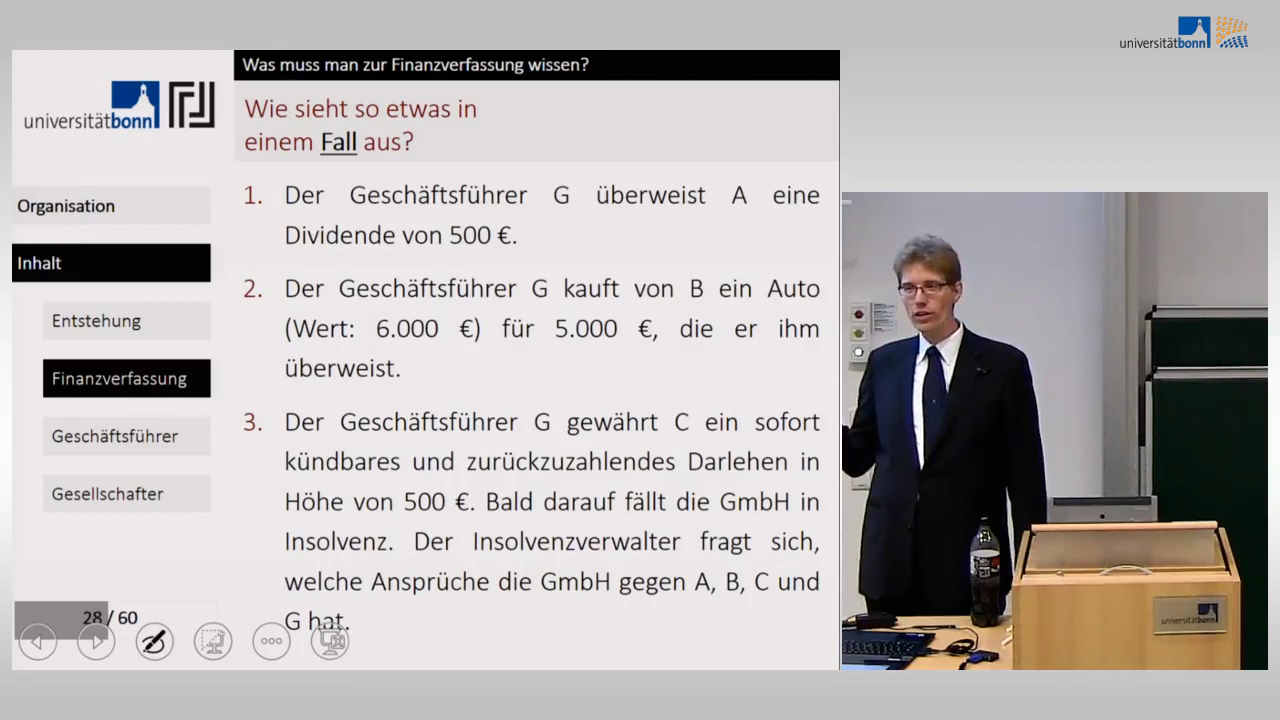 universitätbonn
Was muss man zur Finanzverfassung wissen?
universitätbonn
Wie sieht so etwas in
einem Fall aus?
Organisation
Inhalt
Entstehung
Finanzverfassung
Geschäftsführer
Gesellschafter
28 / 60
1. Der Geschäftsführer G überweist A eine
Dividende von 500 €.
2. Der Geschäftsführer G kauft von B ein Auto
(Wert: 6.000 €) für 5.000 €, die er ihm
überweist.
3. Der Geschäftsführer G gewährt C ein sofort
kündbares und zurückzuzahlendes Darlehen in
Höhe von 500 €. Bald darauf fällt die GmbH in
Insolvenz. Der Insolvenzverwalter fragt sich,
welche Ansprüche die GmbH gegen A, B, C und
G hat.
universitätbonn